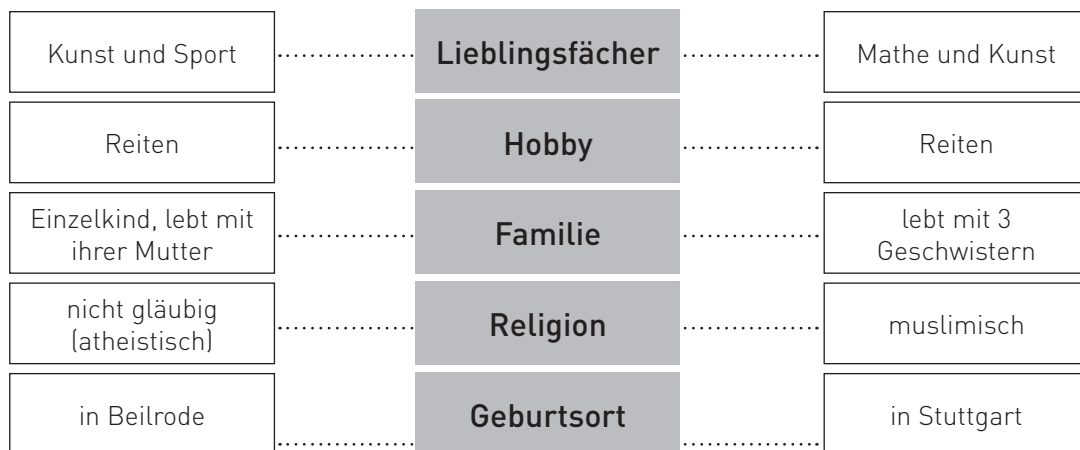 Kunst und Sport
Lieblingsfächer
Mathe und Kunst
Reiten
Hobby
Reiten
Einzelkind, lebt mit
ihrer Mutter
Familie
lebt mit 3
Geschwistern
nicht gläubig
(atheistisch)
Religion
muslimisch
in Beilrode
Geburtsort
in Stuttgart